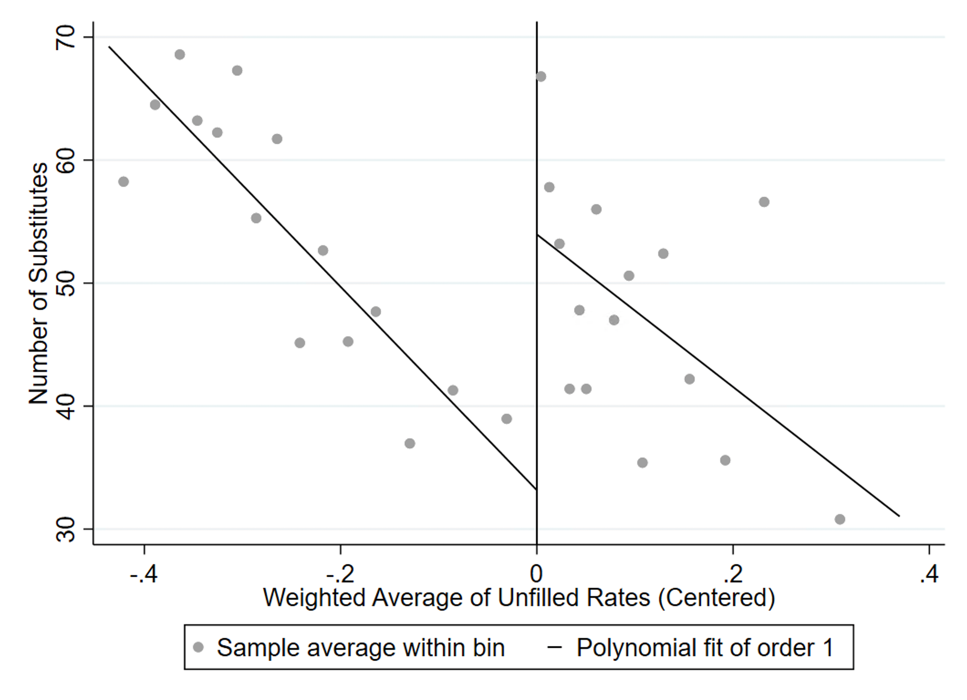 Number of Substitutes
70
60
50
40
30
-.4
-.2
0
.2
.4
Weighted Average of Unfilled Rates (Centered)
Sample average within bin
Polynomial fit of order 1